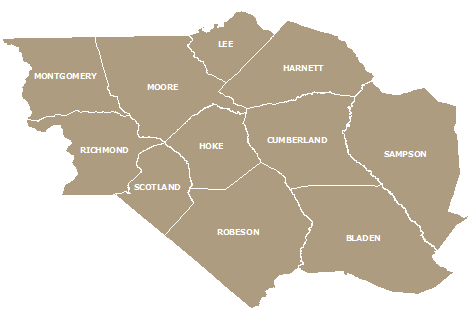 LEE
HARNETT
MONTGOMERY
MOORE
CUMBERLAND
HOKE
RICHMOND
SAMPSON
SCOTLAND
ROBESON
BLADEN